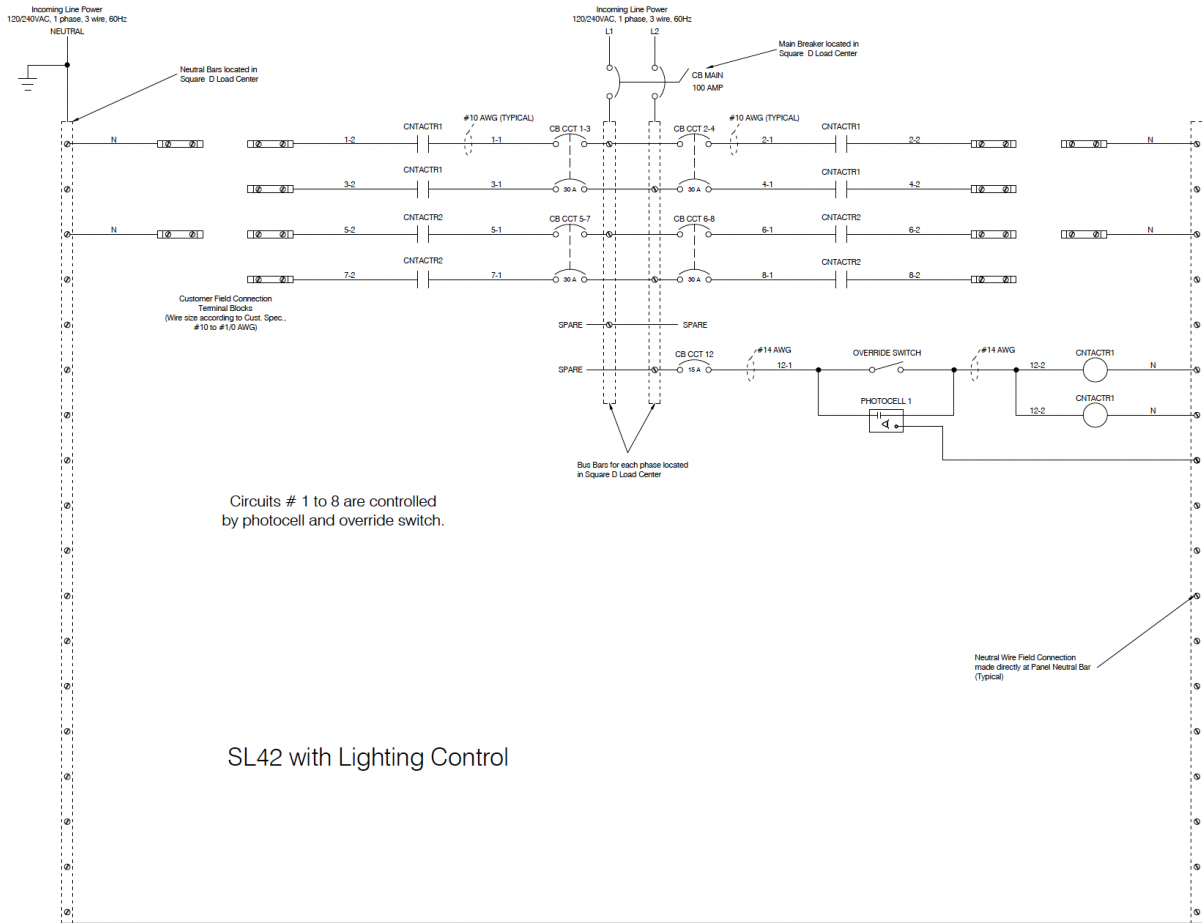 Incoming Line Power
120/240VAC, 1 phase, 3 wire, 60Hz
NEUTRAL
Incoming Line Power
120/240VAC, 1 phase, 3 wire, 60Hz
L1 L2
Main Breaker located in
Square D Load Center
Neutral Bars located in
Square D Load Center
CB MAIN
100 AMP
#10 AWG (TYPICAL) #10 AWG (TYPICAL)
CNTACTR1 CB CCT 1-3 CB CCT 2-4 CNTACTR1
N 1-2 1-1 2-1 2-2 N
CNTACTR1 CNTACTR1
3-2 3-1 30 A 30 A 4-1 4-2
CNTACTR2 CB CCT 5-7 CB CCT 6-8 CNTACTR2
N 5-2 5-1 6-1 6-2 N
CNTACTR2 CNTACTR2
7-2 7-1 30 A 30 A 8-1 8-2
Customer Field Connection
Terminal Blocks
(Wire size according to Cust. Spec.,
#10 to #1/0 AWG)
SPARE SPARE
CB CCT 12 #14 AWG OVERRIDE SWITCH #14 AWG CNTACTR1
SPARE 15 A 12-1 12-2 N
PHOTOCELL 1 CNTACTR1
12-2 N
Bus Bars for each phase located
in Square D Load Center
Circuits # 1 to 8 are controlled
by photocell and override switch.
Neutral Wire Field Connection
made directly at Panel Neutral Bar
(Typical)
SL42 with Lighting Control